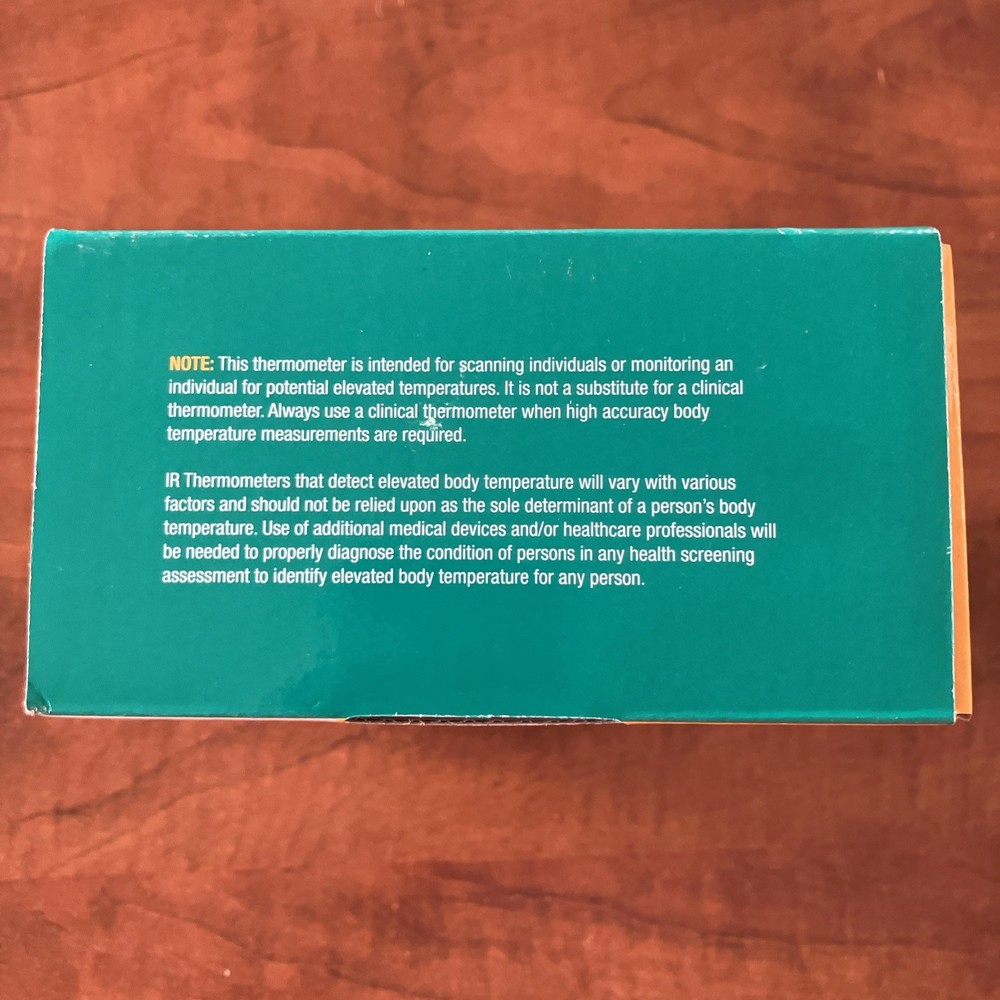 NOTE: This thermometer is intended for scanning individuals or monitoring an
individual for potential elevated temperatures. It is not a substitute for a clinical
thermometer. Always use a clinical thermometer when high accuracy body
temperature measurements are required.
IR Thermometers that detect elevated body temperature will vary with various
factors and should not be relied upon as the sole determinant of a person's body
temperature. Use of additional medical devices and/or healthcare professionals will
be needed to properly diagnose the condition of persons in any health screening
assessment to identify elevated body temperature for any person.